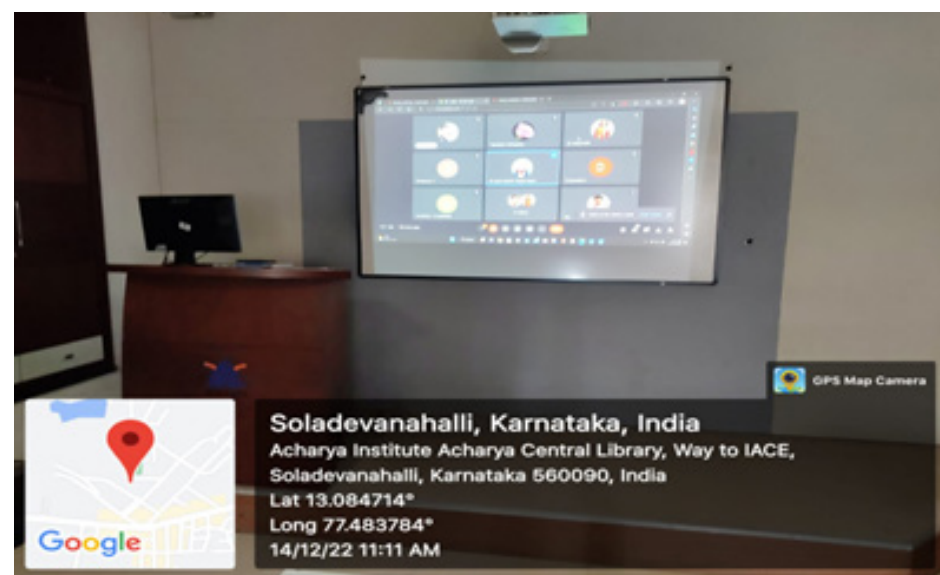 GPS Map Camera
Soladevanahalli, Karnataka, India
Acharya Institute Acharya Central Library, Way to IACE,
Soladevanahalli, Karnataka 560090, India
Lat 13.084714°
Long 77.483784°
14/12/22 11:11 AM
Google